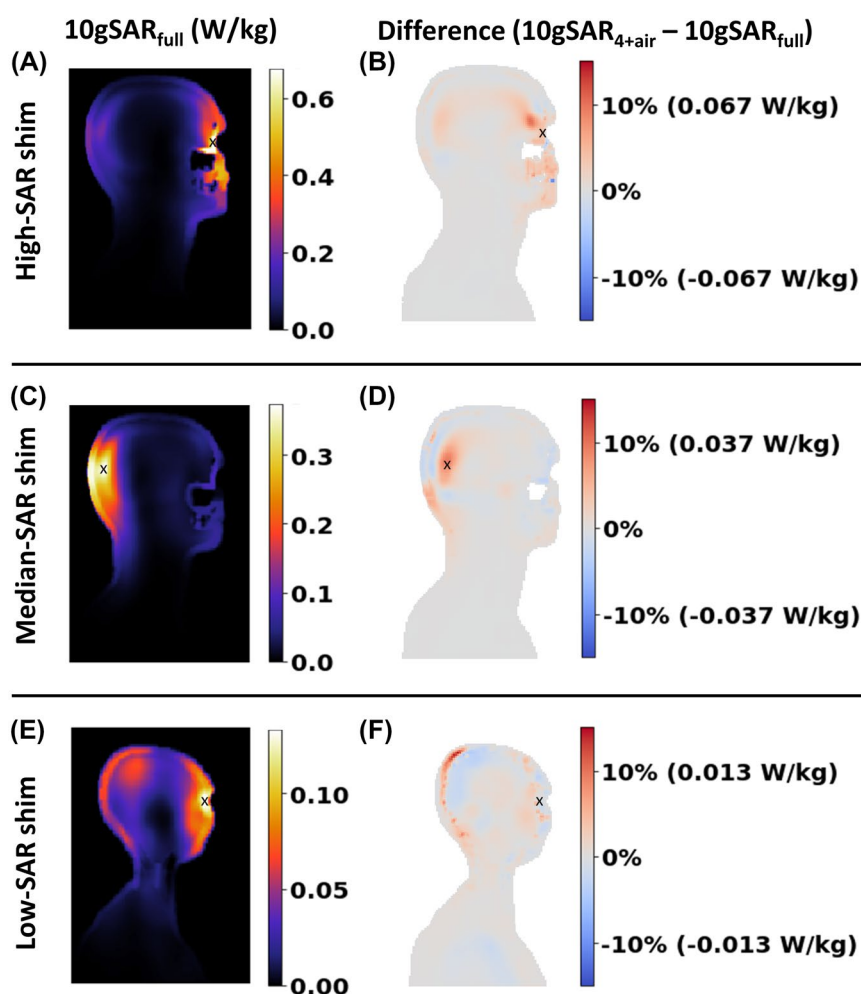 10gSAR_full (W/kg)
Difference (10gSAR_4+air – 10gSAR_full)
(A)
(B)
High-SAR shim
0.6
0.4
0.2
0.0
x
x
10% (0.067 W/kg)
0%
-10% (-0.067 W/kg)
(C)
(D)
Median-SAR shim
0.3
0.2
0.1
0.0
x
x
10% (0.037 W/kg)
0%
-10% (-0.037 W/kg)
(E)
(F)
Low-SAR shim
0.10
0.05
0.00
x
x
10% (0.013 W/kg)
0%
-10% (-0.013 W/kg)